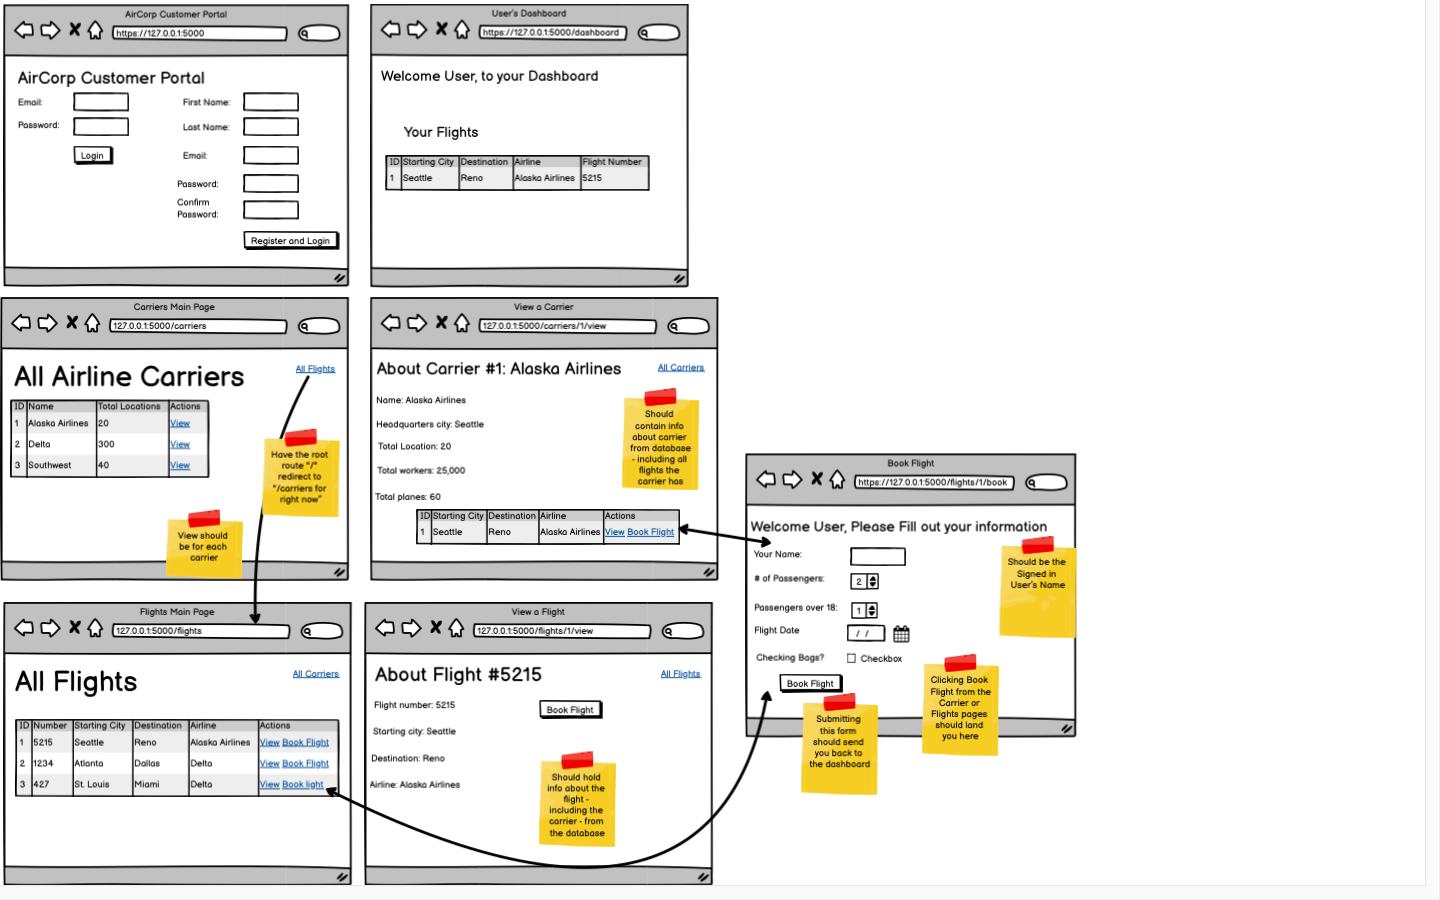 AirCorp Customer Portal
https://127.0.0.1:5000
AirCorp Customer Portal
Email:
Password:
Login
First Name:
Last Name:
Email:
Password:
Confirm
Password:
Register and Login
User's Dashboard
https://127.0.0.1:5000/dashboard
Welcome User, to your Dashboard
Your Flights
ID Starting City Destination Airline Flight Number
1 Seattle Reno Alaska Airlines 5215
Carriers Main Page
127.0.0.1:5000/carriers
All Airline Carriers
All Flights
ID Name Total Locations Actions
1 Alaska Airlines 20 View
2 Delta 300 View
3 Southwest 40 View
Have the root
route "/"
redirect to
"/carriers for
right now"
View should
be for each
carrier
View a Carrier
127.0.0.1:5000/carriers/1/view
About Carrier #1: Alaska Airlines
All Carriers
Name: Alaska Airlines
Headquarters city: Seattle
Total Location: 20
Total workers: 25,000
Total planes: 60
Should
contain info
about carrier
from database
- including all
flights the
carrier has
ID Starting City Destination Airline Actions
1 Seattle Reno Alaska Airlines View Book Flight
Book Flight
https://127.0.0.1:5000/flights/1/book
Welcome User, Please Fill out your information
Your Name:
# of Passengers:
2
Passengers over 18:
1
Flight Date
/ /
Checking Bags?
Checkbox
Book Flight
Should be the
Signed in
User's Name
Clicking Book
Flight from the
Carrier or
Flights pages
should land
you here
Submitting
this form
should send
you back to
the dashboard
Flights Main Page
127.0.0.1:5000/flights
All Flights
All Carriers
ID Number Starting City Destination Airline Actions
1 5215 Seattle Reno Alaska Airlines View Book Flight
2 1234 Atlanta Dallas Delta View Book Flight
3 427 St. Louis Miami Delta View Book light
View a Flight
127.0.0.1:5000/flights/1/view
About Flight #5215
All Flights
Flight number: 5215
Book Flight
Starting city: Seattle
Destination: Reno
Airline: Alaska Airlines
Should hold
info about the
flight -
including the
carrier - from
the database